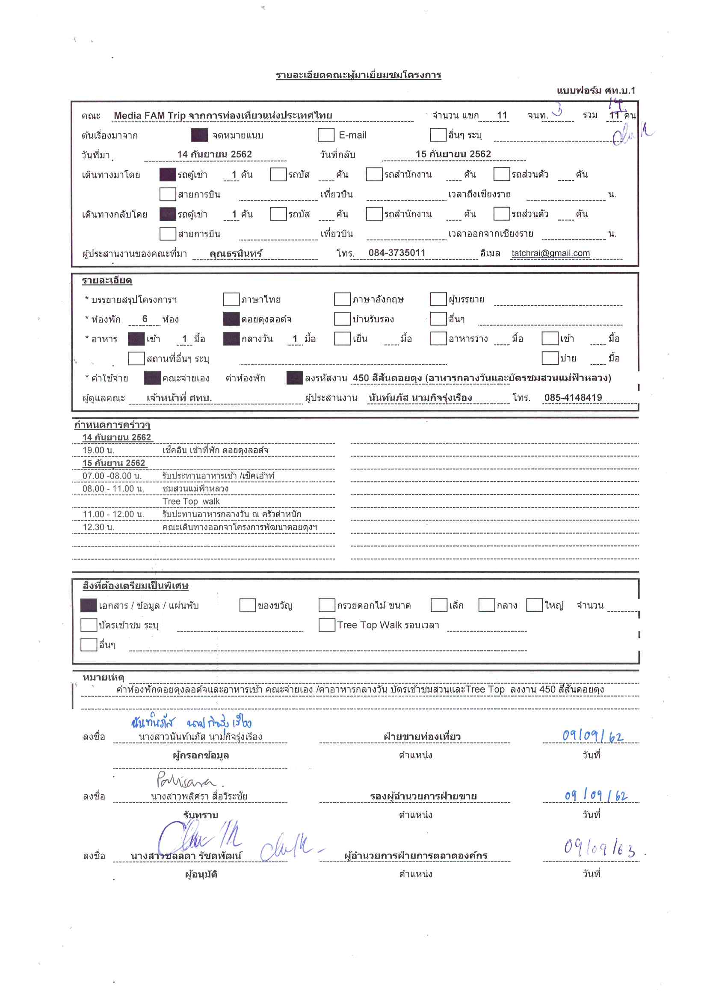 รายละเอียดคณะผู้มาเยี่ยมชมโครงการ
แบบฟอร์ม ศท.บ.1
คณะ Media FAM Trip จากการท่องเที่ยวแห่งประเทศไทย จำนวน แขก 11 จนท. 3 รวม 11 14 คน
ต้นเรื่องมาจาก จดหมายแนบ E-mail อื่นๆ ระบุ
วันที่มา 14 กันยายน 2562 วันที่กลับ 15 กันยายน 2562
เดินทางมาโดย รถตู้เช่า 1 คัน รถบัส คัน รถสำนักงาน คัน รถส่วนตัว คัน
สายการบิน เที่ยวบิน เวลาถึงเชียงราย น.
เดินทางกลับโดย รถตู้เช่า 1 คัน รถบัส คัน รถสำนักงาน คัน รถส่วนตัว คัน
สายการบิน เที่ยวบิน เวลาออกจากเชียงราย น.
ผู้ประสานงานของคณะที่มา คุณธรนินทร์ โทร. 084-3735011 อีเมล tatchrai@gmail.com
รายละเอียด
* บรรยายสรุปโครงการฯ ภาษาไทย ภาษาอังกฤษ ผู้บรรยาย
* ห้องพัก 6 ห้อง ดอยตุงลอด์จ บ้านรับรอง อื่นๆ
* อาหาร เช้า 1 มื้อ กลางวัน 1 มื้อ เย็น มื้อ อาหารว่าง มื้อ เช้า มื้อ
สถานที่อื่นๆ ระบุ บ่าย มื้อ
* ค่าใช้จ่าย คณะจ่ายเอง ค่าห้องพัก ลงรหัสงาน 450 สีสันดอยตุง (อาหารกลางวันและบัตรชมสวนแม่ฟ้าหลวง)
ผู้ดูแลคณะ เจ้าหน้าที่ ศทบ. ผู้ประสานงาน นันท์นภัส นามกิจรุ่งเรือง โทร. 085-4148419
กำหนดการคร่าวๆ
14 กันยายน 2562
19.00 น. เช็คอิน เข้าที่พัก ดอยตุงลอด์จ
15 กันยาน 2562
07.00 -08.00 น. รับประทานอาหารเช้า /เช็คเอ้าท์
08.00 - 11.00 น. ชมสวนแม่ฟ้าหลวง
Tree Top walk
11.00 - 12.00 น. รับปะทานอาหารกลางวัน ณ ครัวตำหนัก
12.30 น. คณะเดินทางออกจาโครงการพัฒนาดอยตุงฯ
สิ่งที่ต้องเตรียมเป็นพิเศษ
เอกสาร / ข้อมูล / แผ่นพับ ของขวัญ กรวยดอกไม้ ขนาด เล็ก กลาง ใหญ่ จำนวน
บัตรเข้าชม ระบุ Tree Top Walk รอบเวลา
อื่นๆ
หมายเหตุ
ค่าห้องพักดอยตุงลอด์จและอาหารเช้า คณะจ่ายเอง /ค่าอาหารกลางวัน บัตรเข้าชมสวนและTree Top ลงงาน 450 สีสันดอยตุง
นันท์นภัส นามกิจรุ่งเรือง
ลงชื่อ นางสาวนันท์นภัส นามกิจรุ่งเรือง ฝ่ายขายท่องเที่ยว 09/09/62
ผู้กรอกข้อมูล ตำแหน่ง วันที่
Palisara.
ลงชื่อ นางสาวพลิศรา สื่อวีระชัย รองผู้อำนวยการฝ่ายขาย 09/09/62
รับทราบ ตำแหน่ง วันที่
ลงชื่อ นางสาวชลลดา รัชตพัฒน์ ผู้อำนวยการฝ่ายการตลาดองค์กร 09/09/63.
ผู้อนุมัติ ตำแหน่ง วันที่